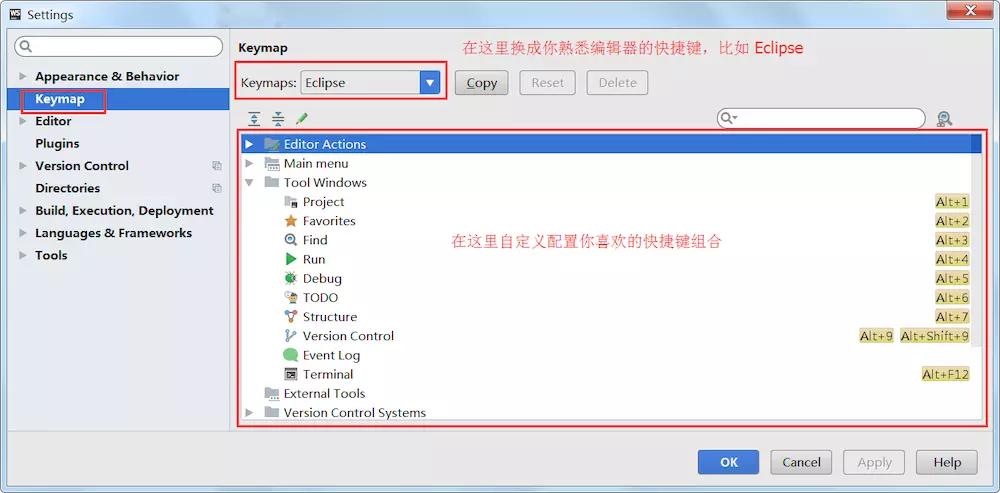 WS Settings
Appearance & Behavior
Keymap
Editor
Plugins
Version Control
Directories
Build, Execution, Deployment
Languages & Frameworks
Tools
Keymap
在这里换成你熟悉编辑器的快捷键，比如 Eclipse
Keymaps: Eclipse Copy Reset Delete
Editor Actions
Main menu
Tool Windows
Project Alt+1
Favorites Alt+2
Find Alt+3
在这里自定义配置你喜欢的快捷键组合
Run Alt+4
Debug Alt+5
TODO Alt+6
Structure Alt+7
Version Control Alt+9 Alt+Shift+9
Event Log
Terminal Alt+F12
External Tools
Version Control Systems
OK Cancel Apply Help